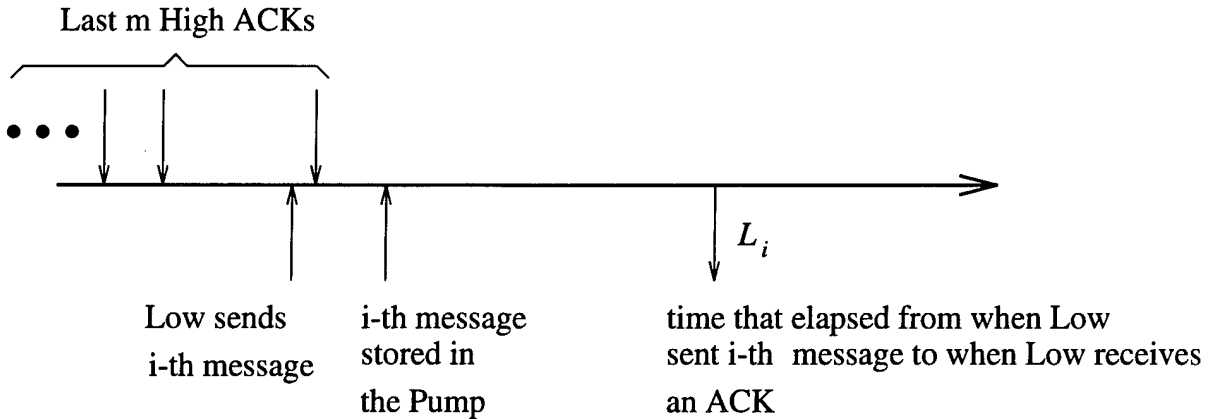 Last m High ACKs
L_i
Low sends
i-th message
i-th message
stored in
the Pump
time that elapsed from when Low
sent i-th message to when Low receives
an ACK